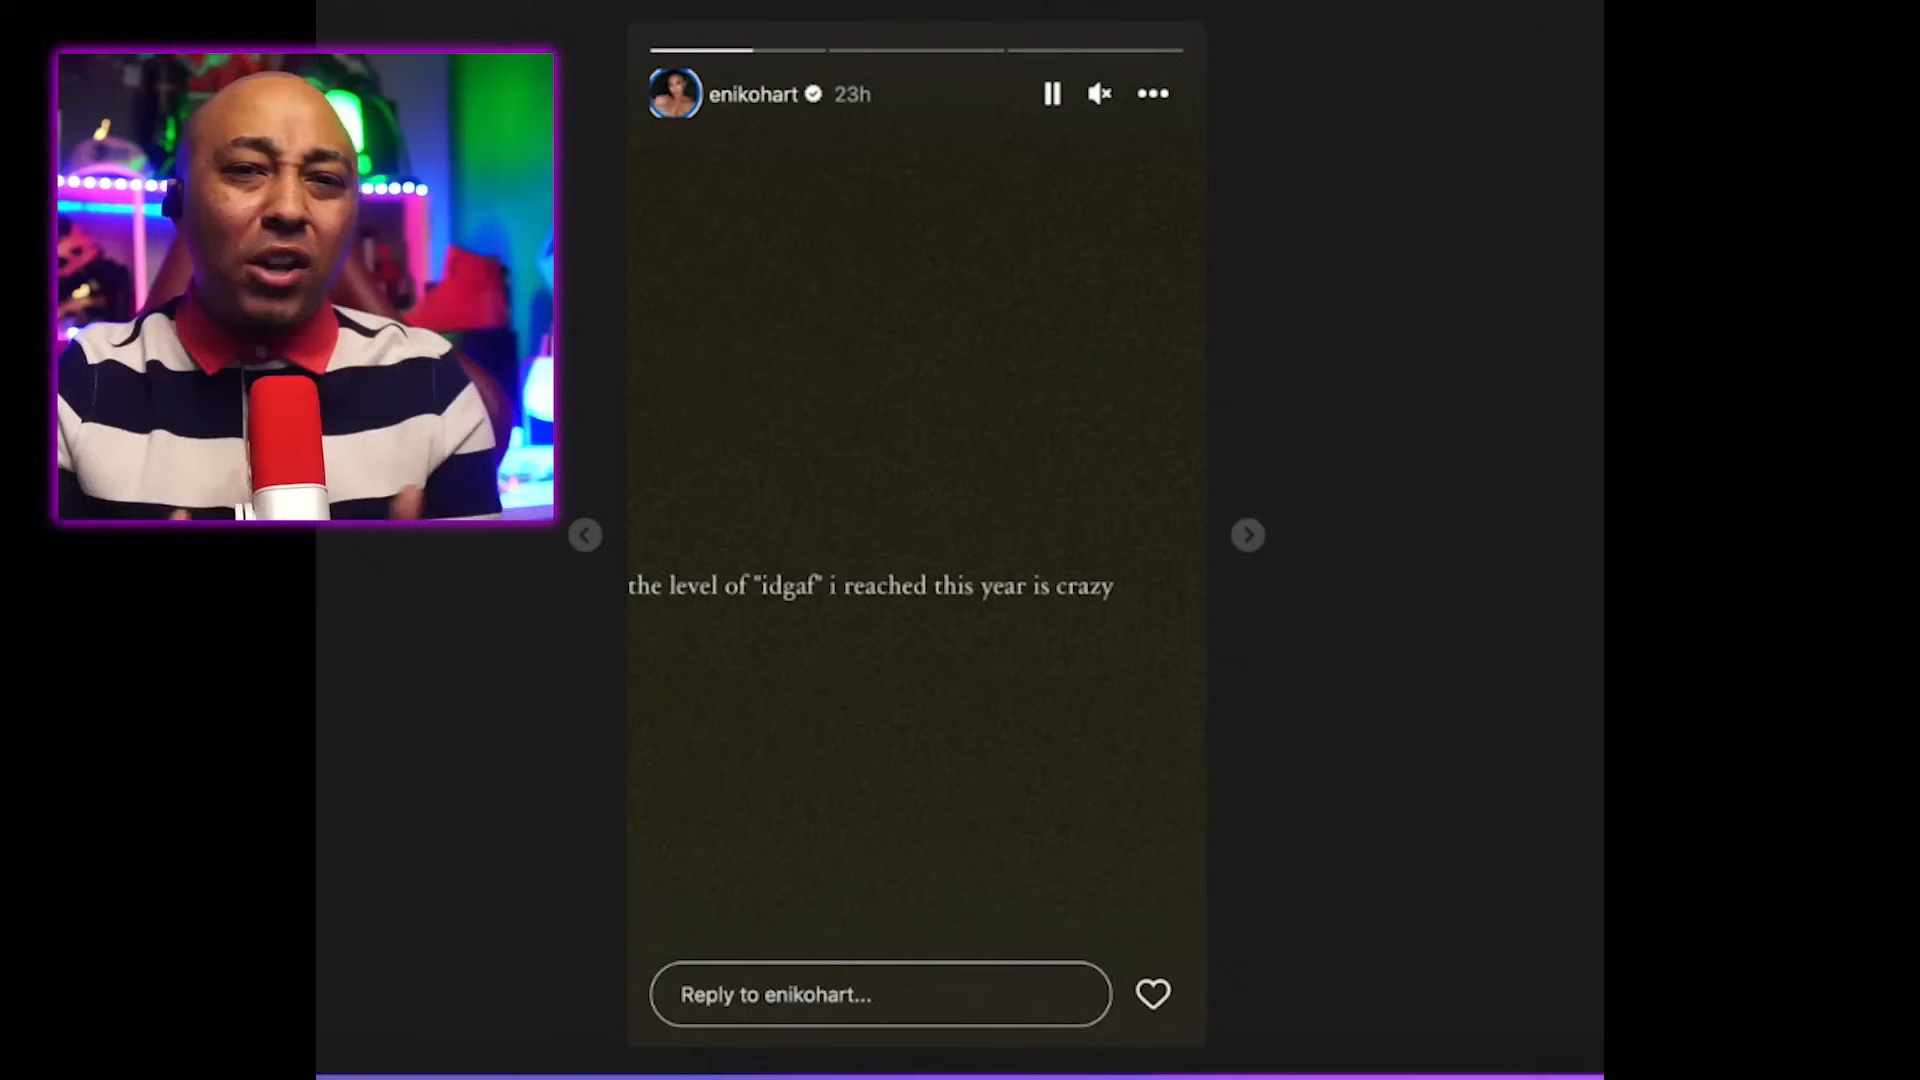 enikohart 23h
the level of "idgaf" i reached this year is crazy
Reply to enikohart...